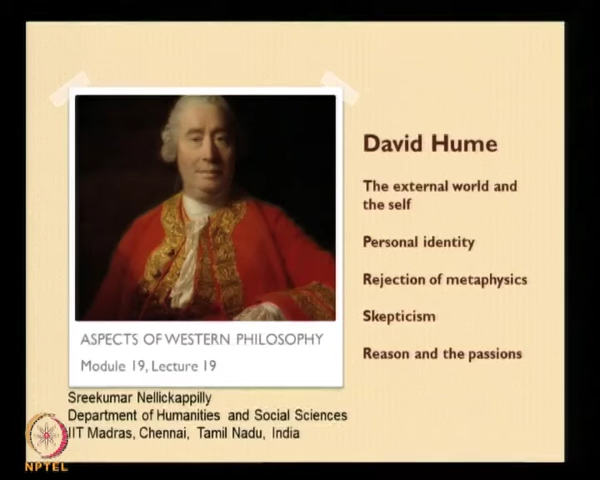 David Hume
The external world and
the self
Personal identity
Rejection of metaphysics
Skepticism
Reason and the passions
ASPECTS OF WESTERN PHILOSOPHY
Module 19, Lecture 19
Sreekumar Nellickappilly
Department of Humanities and Social Sciences
IIT Madras, Chennai, Tamil Nadu, India
NPTEL